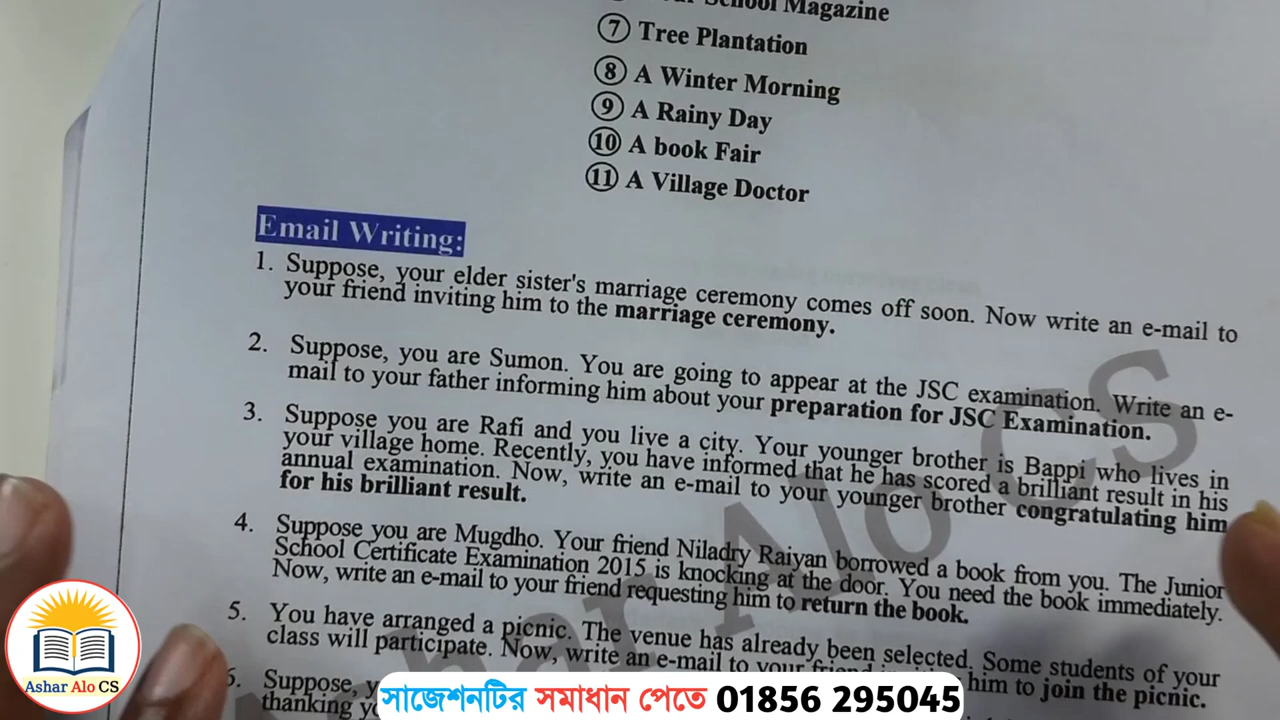 School Magazine
7 Tree Plantation
8 A Winter Morning
9 A Rainy Day
10 A book Fair
11 A Village Doctor
Email Writing:
1. Suppose, your elder sister's marriage ceremony comes off soon. Now write an e-mail to
your friend inviting him to the marriage ceremony.
2. Suppose, you are Sumon. You are going to appear at the JSC examination. Write an e-
mail to your father informing him about your preparation for JSC Examination.
3. Suppose you are Rafi and you live a city. Your younger brother is Bappi who lives in
your village home. Recently, you have informed that he has scored a brilliant result in his
annual examination. Now, write an e-mail to your younger brother congratulating him
for his brilliant result.
4. Suppose you are Mugdho. Your friend Niladry Raiyan borrowed a book from you. The Junior
School Certificate Examination 2015 is knocking at the door. You need the book immediately.
Now, write an e-mail to your friend requesting him to return the book.
5. You have arranged a picnic. The venue has already been selected. Some students of your
class will participate. Now, write an e-mail to your him to join the picnic.
6. Suppose,
thanking
Ashar Alo CS
Ashar Alo CS
সাজেশনটির সমাধান পেতে 01856 295045